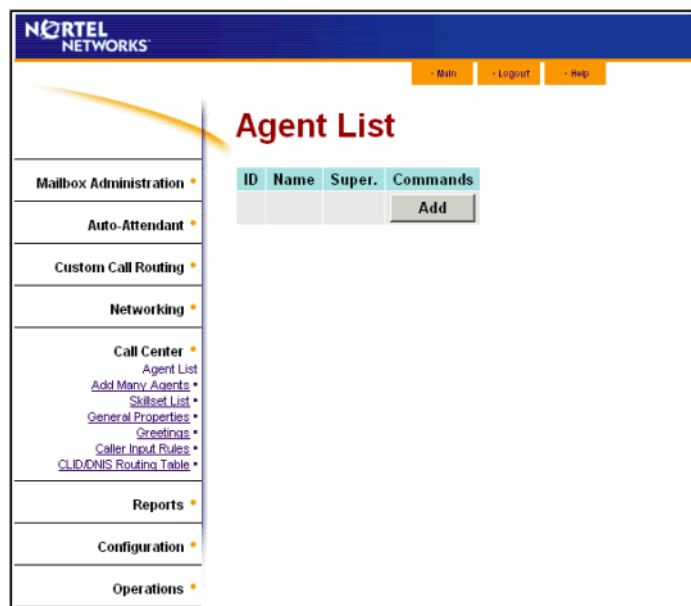 NORTEL
NETWORKS
• Main
• Logout
• Help
Agent List
ID Name Super. Commands
Add
Mailbox Administration
Auto-Attendant
Custom Call Routing
Networking
Call Center
Agent List
Add Many Agents
Skillset List
General Properties
Greetings
Caller Input Rules
CLID/DNIS Routing Table
Reports
Configuration
Operations